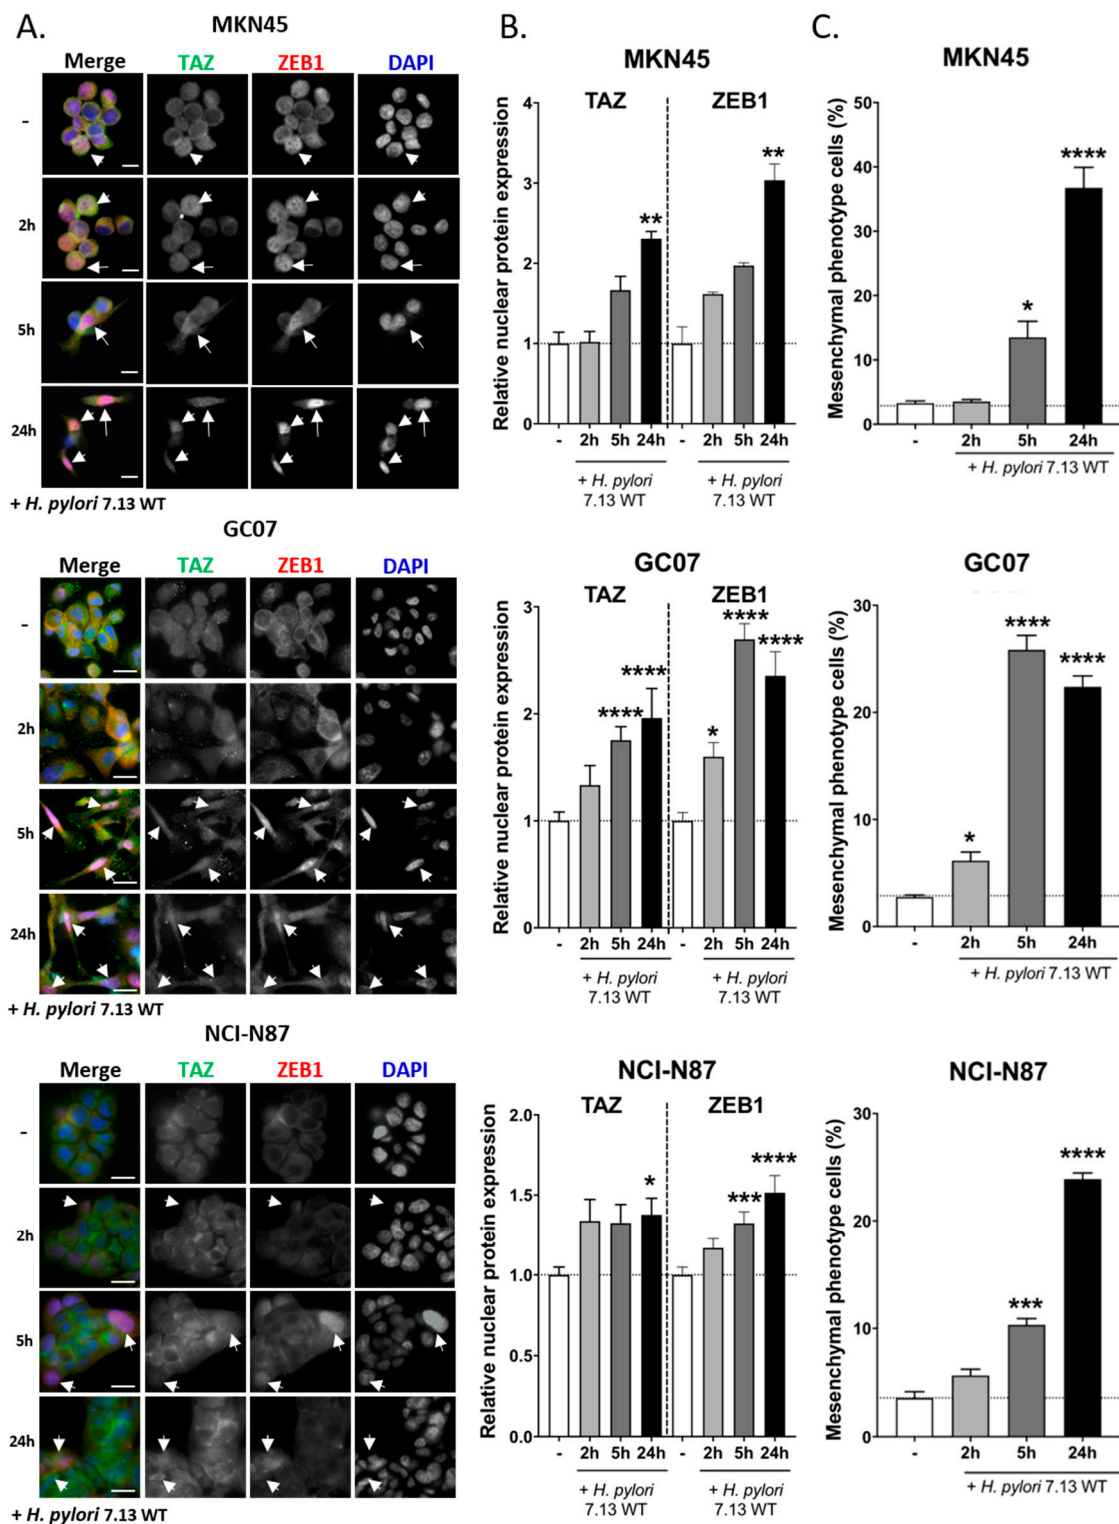 A.
MKN45
Merge TAZ ZEB1 DAPI
-
2h
5h
24h
+ H. pylori 7.13 WT
GC07
Merge TAZ ZEB1 DAPI
-
2h
5h
24h
+ H. pylori 7.13 WT
NCI-N87
Merge TAZ ZEB1 DAPI
-
2h
5h
24h
+ H. pylori 7.13 WT
B.
MKN45
TAZ ZEB1
Relative nuclear protein expression
4
3
2
1
0
** **
- 2h 5h 24h - 2h 5h 24h
+ H. pylori + H. pylori
7.13 WT 7.13 WT
GC07
TAZ ZEB1
Relative nuclear protein expression
3
2
1
0
**** **** * **** ****
- 2h 5h 24h - 2h 5h 24h
+ H. pylori + H. pylori
7.13 WT 7.13 WT
NCI-N87
TAZ ZEB1
Relative nuclear protein expression
2.0
1.5
1.0
0.5
0.0
* *** ****
- 2h 5h 24h - 2h 5h 24h
+ H. pylori + H. pylori
7.13 WT 7.13 WT
C.
MKN45
Mesenchymal phenotype cells (%)
50
40
30
20
10
0
* ****
- 2h 5h 24h
+ H. pylori 7.13 WT
GC07
Mesenchymal phenotype cells (%)
30
20
10
0
* **** ****
- 2h 5h 24h
+ H. pylori 7.13 WT
NCI-N87
Mesenchymal phenotype cells (%)
30
20
10
0
*** ****
- 2h 5h 24h
+ H. pylori 7.13 WT